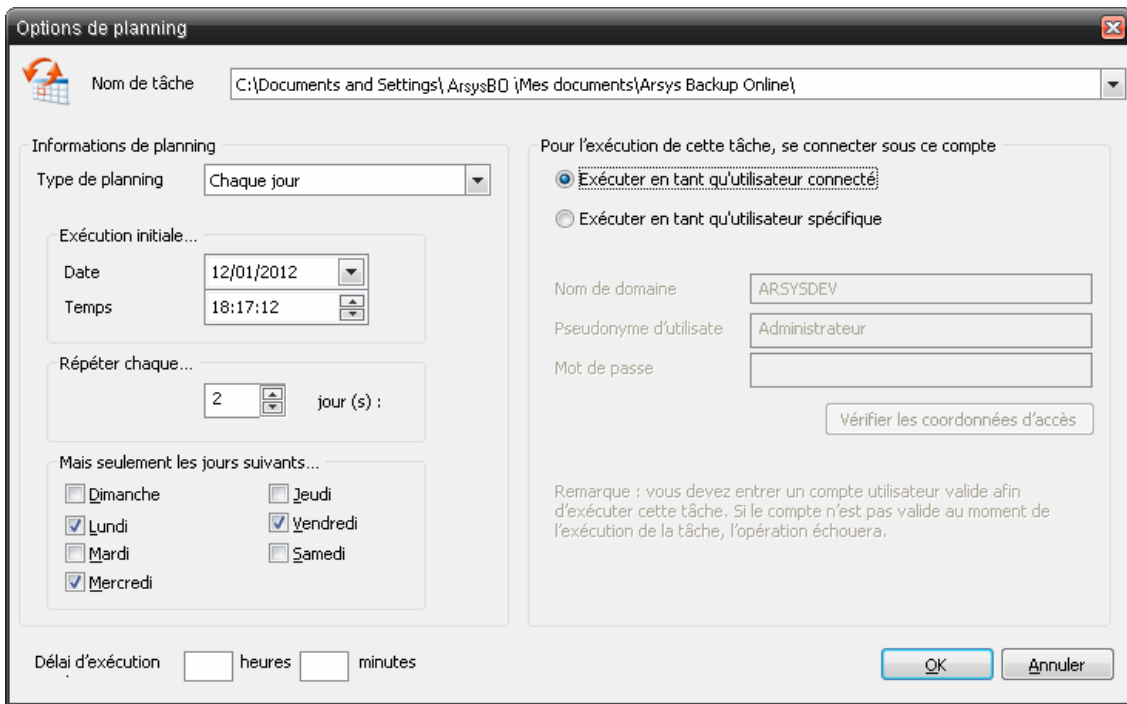 Options de planning
Nom de tâche
C:\Documents and Settings\ ArsysBO \Mes documents\Arsys Backup Online\
Informations de planning
Type de planning
Chaque jour
Exécution initiale...
Date
12/01/2012
Temps
18:17:12
Répéter chaque...
2
jour (s) :
Mais seulement les jours suivants...
Dimanche
Jeudi
Lundi
Vendredi
Mardi
Samedi
Mercredi
Pour l'exécution de cette tâche, se connecter sous ce compte
Exécuter en tant qu'utilisateur connecté
Exécuter en tant qu'utilisateur spécifique
Nom de domaine
ARSYSDEV
Pseudonyme d'utilisate
Administrateur
Mot de passe
Vérifier les coordonnées d'accès
Remarque : vous devez entrer un compte utilisateur valide afin
d'exécuter cette tâche. Si le compte n'est pas valide au moment de
l'exécution de la tâche, l'opération échouera.
Délai d'exécution
heures
minutes
OK
Annuler